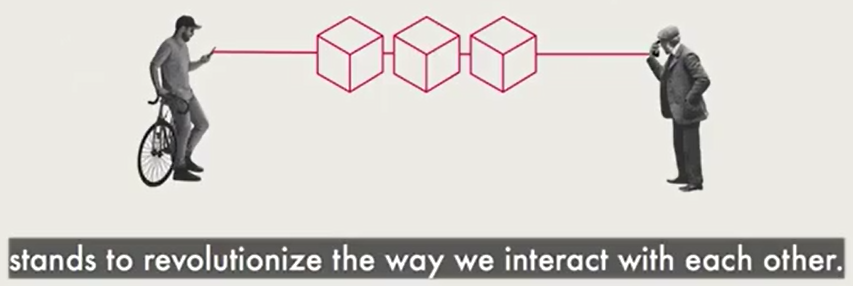 stands to revolutionize the way we interact with each other.